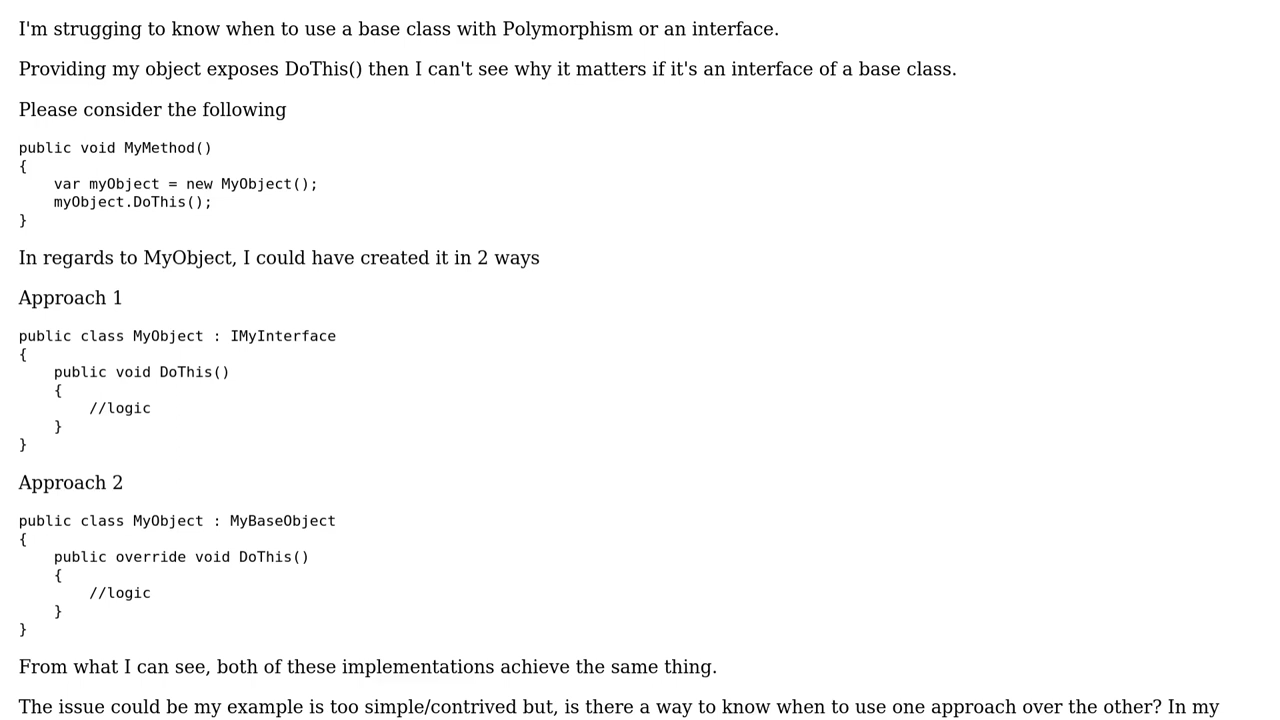 I'm strugging to know when to use a base class with Polymorphism or an interface.
Providing my object exposes DoThis() then I can't see why it matters if it's an interface of a base class.
Please consider the following
public void MyMethod()
{
    var myObject = new MyObject();
    myObject.DoThis();
}
In regards to MyObject, I could have created it in 2 ways
Approach 1
public class MyObject : IMyInterface
{
    public void DoThis()
    {
        //logic
    }
}
Approach 2
public class MyObject : MyBaseObject
{
    public override void DoThis()
    {
        //logic
    }
}
From what I can see, both of these implementations achieve the same thing.
The issue could be my example is too simple/contrived but, is there a way to know when to use one approach over the other? In my